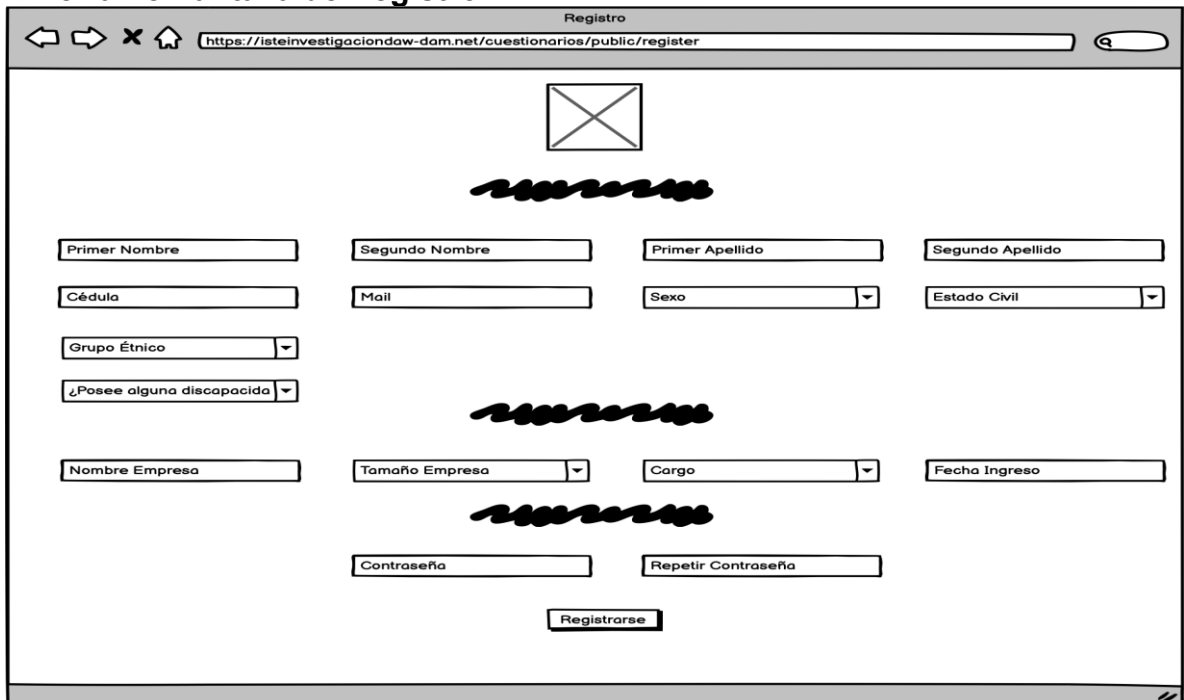 Registro
https://isteinvestigaciondaw-dam.net/cuestionarios/public/register
Primer Nombre Segundo Nombre Primer Apellido Segundo Apellido
Cédula Mail Sexo Estado Civil
Grupo Étnico
¿Posee alguna discapacida
Nombre Empresa Tamaño Empresa Cargo Fecha Ingreso
Contraseña Repetir Contraseña
Registrarse